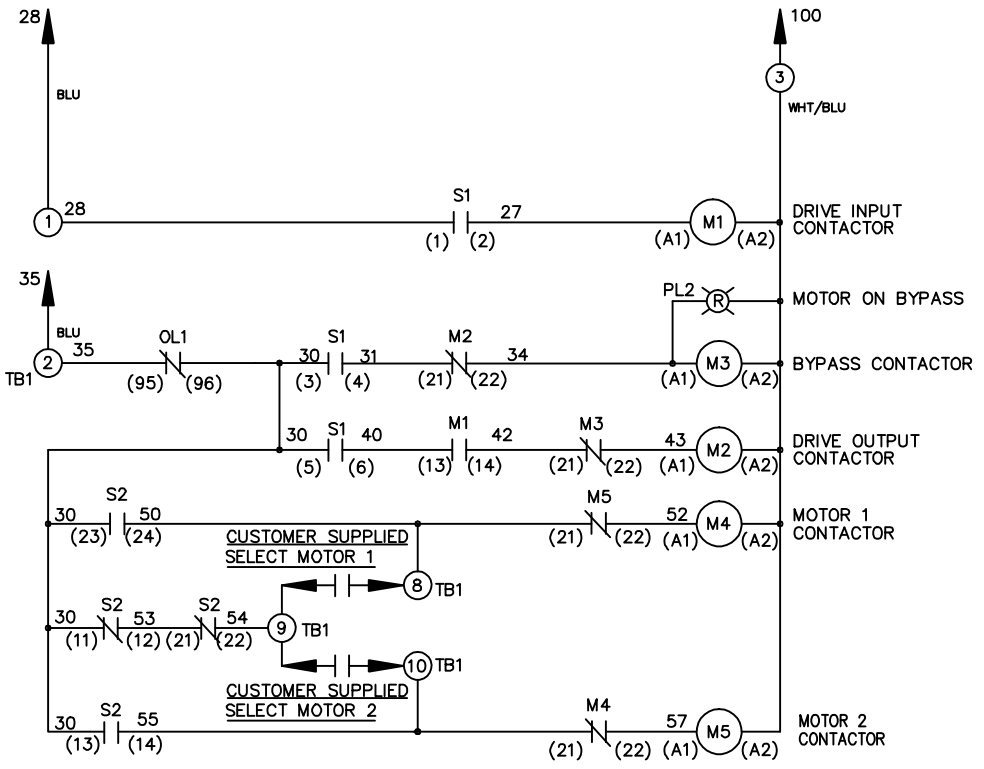 28
100
3
BLU
WHT/BLU
S1
1
28
27
M1
(1)
(2)
(A1)
(A2)
DRIVE INPUT
CONTACTOR
35
PL2
R
MOTOR ON BYPASS
BLU
2
35
TB1
OL1
(95)
(96)
30
S1
31
(3)
(4)
M2
(21)
(22)
34
M3
(A1)
(A2)
BYPASS CONTACTOR
30
S1
40
(5)
(6)
M1
42
(13)
(14)
M3
(21)
(22)
43
M2
(A1)
(A2)
DRIVE OUTPUT
CONTACTOR
30
S2
50
(23)
(24)
M5
(21)
(22)
52
M4
(A1)
(A2)
MOTOR 1
CONTACTOR
CUSTOMER SUPPLIED
SELECT MOTOR 1
8
TB1
30
S2
53
(11)
(12)
S2
54
(21)
(22)
9
TB1
10
TB1
CUSTOMER SUPPLIED
SELECT MOTOR 2
30
S2
55
(13)
(14)
M4
(21)
(22)
57
M5
(A1)
(A2)
MOTOR 2
CONTACTOR